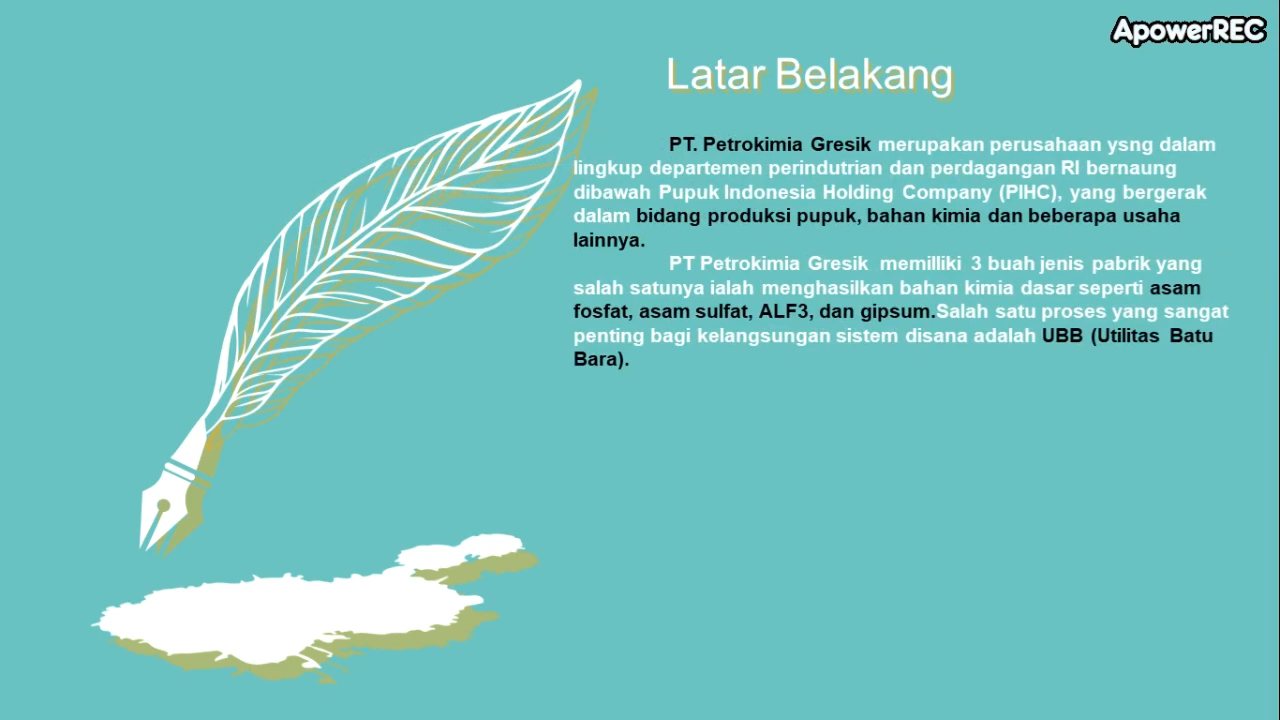 ApowerREC
Latar Belakang
PT. Petrokimia Gresik merupakan perusahaan ysng dalam
lingkup departemen perindutrian dan perdagangan RI bernaung
dibawah Pupuk Indonesia Holding Company (PIHC), yang bergerak
dalam bidang produksi pupuk, bahan kimia dan beberapa usaha
lainnya.
PT Petrokimia Gresik memilliki 3 buah jenis pabrik yang
salah satunya ialah menghasilkan bahan kimia dasar seperti asam
fosfat, asam sulfat, ALF3, dan gipsum.Salah satu proses yang sangat
penting bagi kelangsungan sistem disana adalah UBB (Utilitas Batu
Bara).